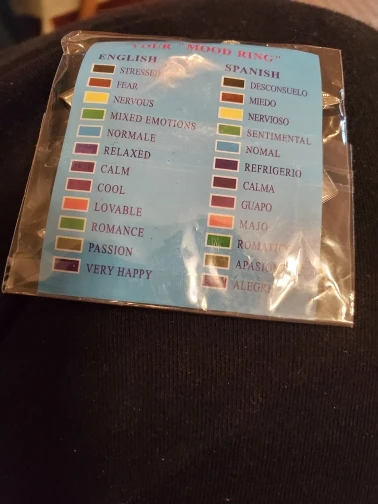 YOUR "MOOD RING"
ENGLISH
STRESSED
FEAR
NERVOUS
MIXED EMOTIONS
NORMALE
RELAXED
CALM
COOL
LOVABLE
ROMANCE
PASSION
VERY HAPPY
SPANISH
DESCONSUELO
MIEDO
NERVIOSO
SENTIMENTAL
NOMAL
REFRIGERIO
CALMA
GUAPO
MAJO